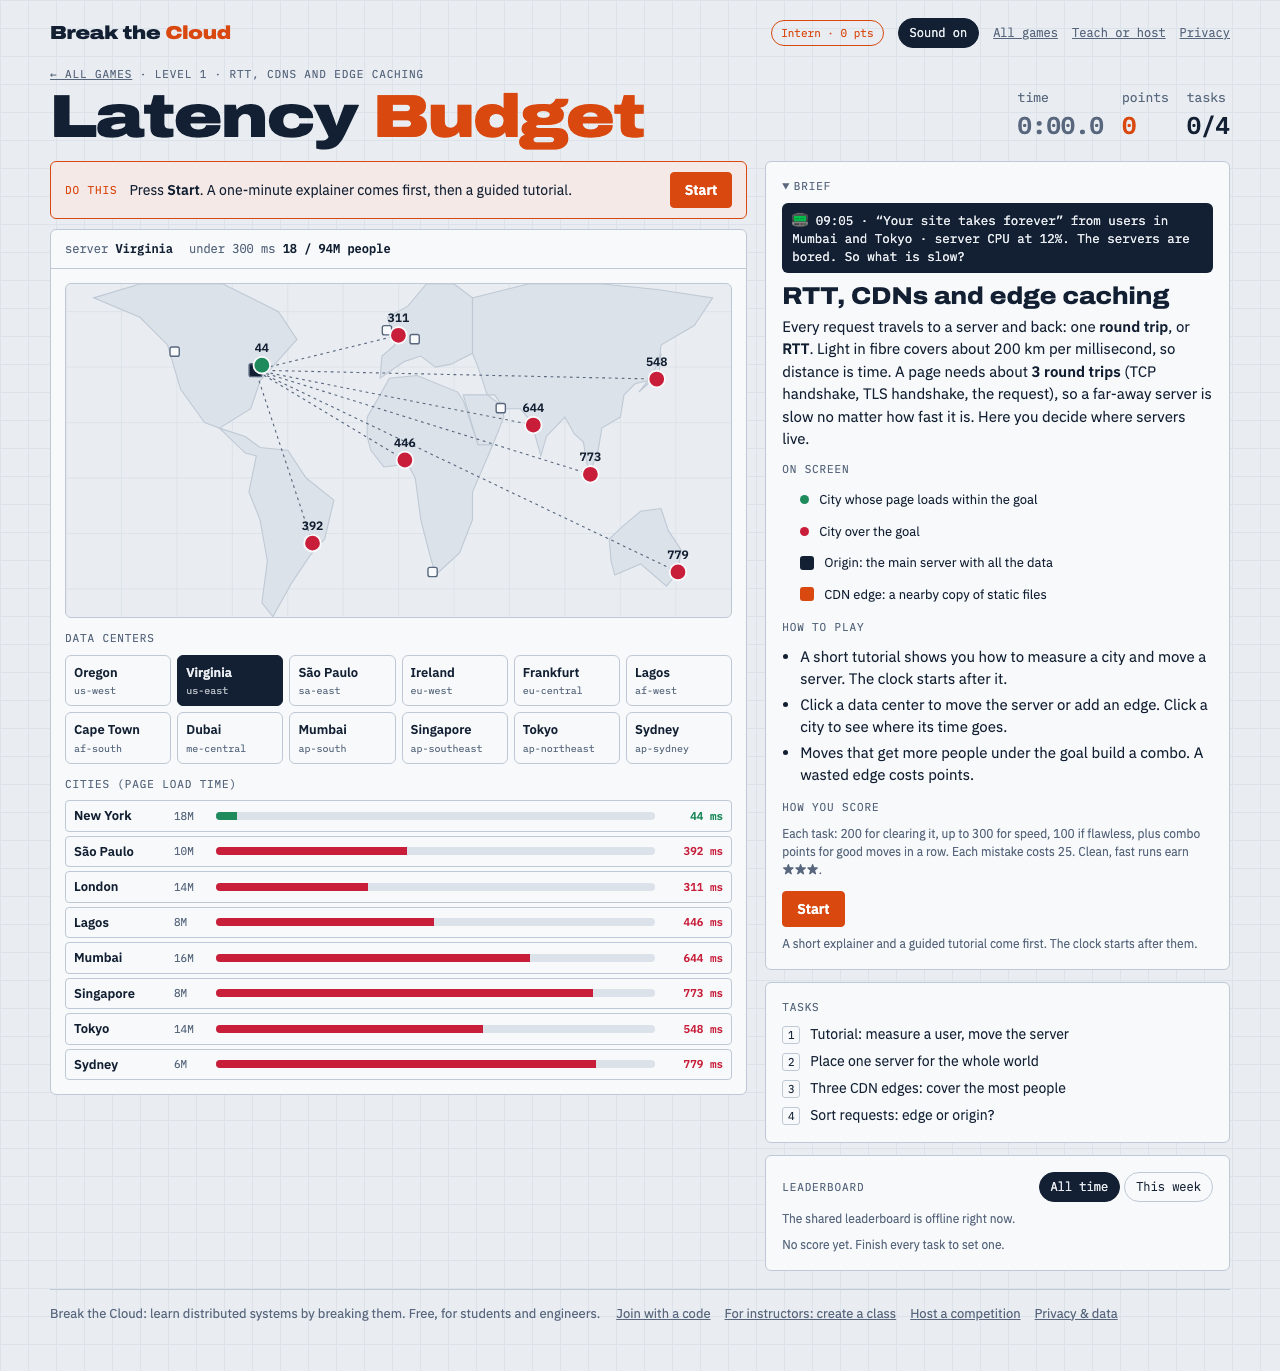 Break the Cloud
Intern · 0 pts
Sound on
All games
Teach or host
Privacy
← ALL GAMES · LEVEL 1 · RTT, CDNS AND EDGE CACHING
Latency Budget
time
0:00.0
points
0
tasks
0/4
DO THIS
Press Start. A one-minute explainer comes first, then a guided tutorial.
Start
server Virginia under 300 ms 18 / 94M people
311
44
548
644
446
773
392
779
DATA CENTERS
Oregon
us-west
Virginia
us-east
São Paulo
sa-east
Ireland
eu-west
Frankfurt
eu-central
Lagos
af-west
Cape Town
af-south
Dubai
me-central
Mumbai
ap-south
Singapore
ap-southeast
Tokyo
ap-northeast
Sydney
ap-sydney
CITIES (PAGE LOAD TIME)
New York 18M 44 ms
São Paulo 10M 392 ms
London 14M 311 ms
Lagos 8M 446 ms
Mumbai 16M 644 ms
Singapore 8M 773 ms
Tokyo 14M 548 ms
Sydney 6M 779 ms
▼ BRIEF
09:05 · “Your site takes forever” from users in
Mumbai and Tokyo · server CPU at 12%. The servers are
bored. So what is slow?
RTT, CDNs and edge caching
Every request travels to a server and back: one round trip, or
RTT. Light in fibre covers about 200 km per millisecond, so
distance is time. A page needs about 3 round trips (TCP
handshake, TLS handshake, the request), so a far-away server is
slow no matter how fast it is. Here you decide where servers
live.
ON SCREEN
City whose page loads within the goal
City over the goal
Origin: the main server with all the data
CDN edge: a nearby copy of static files
HOW TO PLAY
• A short tutorial shows you how to measure a city and move a
server. The clock starts after it.
• Click a data center to move the server or add an edge. Click a
city to see where its time goes.
• Moves that get more people under the goal build a combo. A
wasted edge costs points.
HOW YOU SCORE
Each task: 200 for clearing it, up to 300 for speed, 100 if flawless, plus combo
points for good moves in a row. Each mistake costs 25. Clean, fast runs earn
★★★.
Start
A short explainer and a guided tutorial come first. The clock starts after them.
TASKS
1 Tutorial: measure a user, move the server
2 Place one server for the whole world
3 Three CDN edges: cover the most people
4 Sort requests: edge or origin?
LEADERBOARD
All time
This week
The shared leaderboard is offline right now.
No score yet. Finish every task to set one.
Break the Cloud: learn distributed systems by breaking them. Free, for students and engineers.
Join with a code
For instructors: create a class
Host a competition
Privacy & data